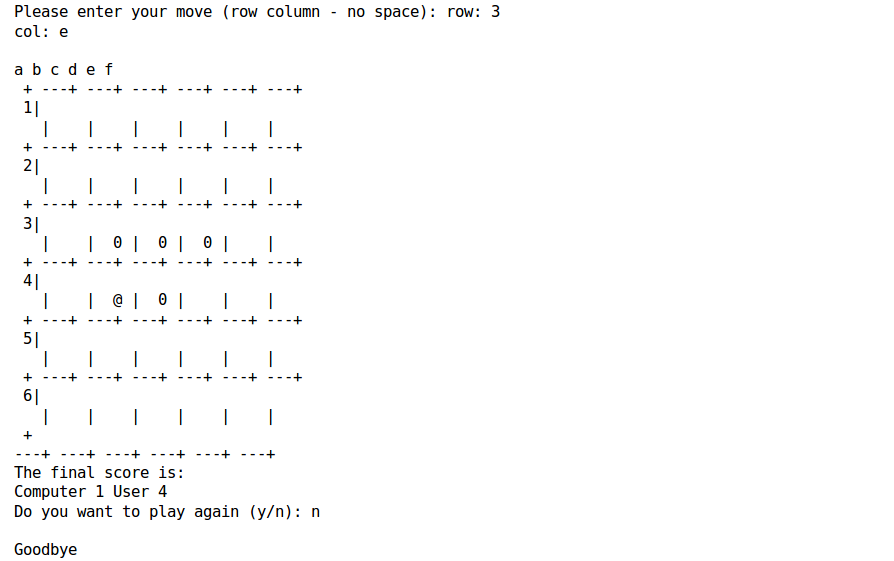 Please enter your move (row column - no space): row: 3
col: e

a b c d e f
 + ---+ ---+ ---+ ---+ ---+ ---+
 1|
   |    |    |    |    |    |
 + ---+ ---+ ---+ ---+ ---+ ---+
 2|
   |    |    |    |    |    |
 + ---+ ---+ ---+ ---+ ---+ ---+
 3|
   |    |  0 |  0 |  0 |    |
 + ---+ ---+ ---+ ---+ ---+ ---+
 4|
   |    |  @ |  0 |    |    |
 + ---+ ---+ ---+ ---+ ---+ ---+
 5|
   |    |    |    |    |    |
 + ---+ ---+ ---+ ---+ ---+ ---+
 6|
   |    |    |    |    |    |
 +
---+ ---+ ---+ ---+ ---+ ---+
The final score is:
Computer 1 User 4
Do you want to play again (y/n): n

Goodbye